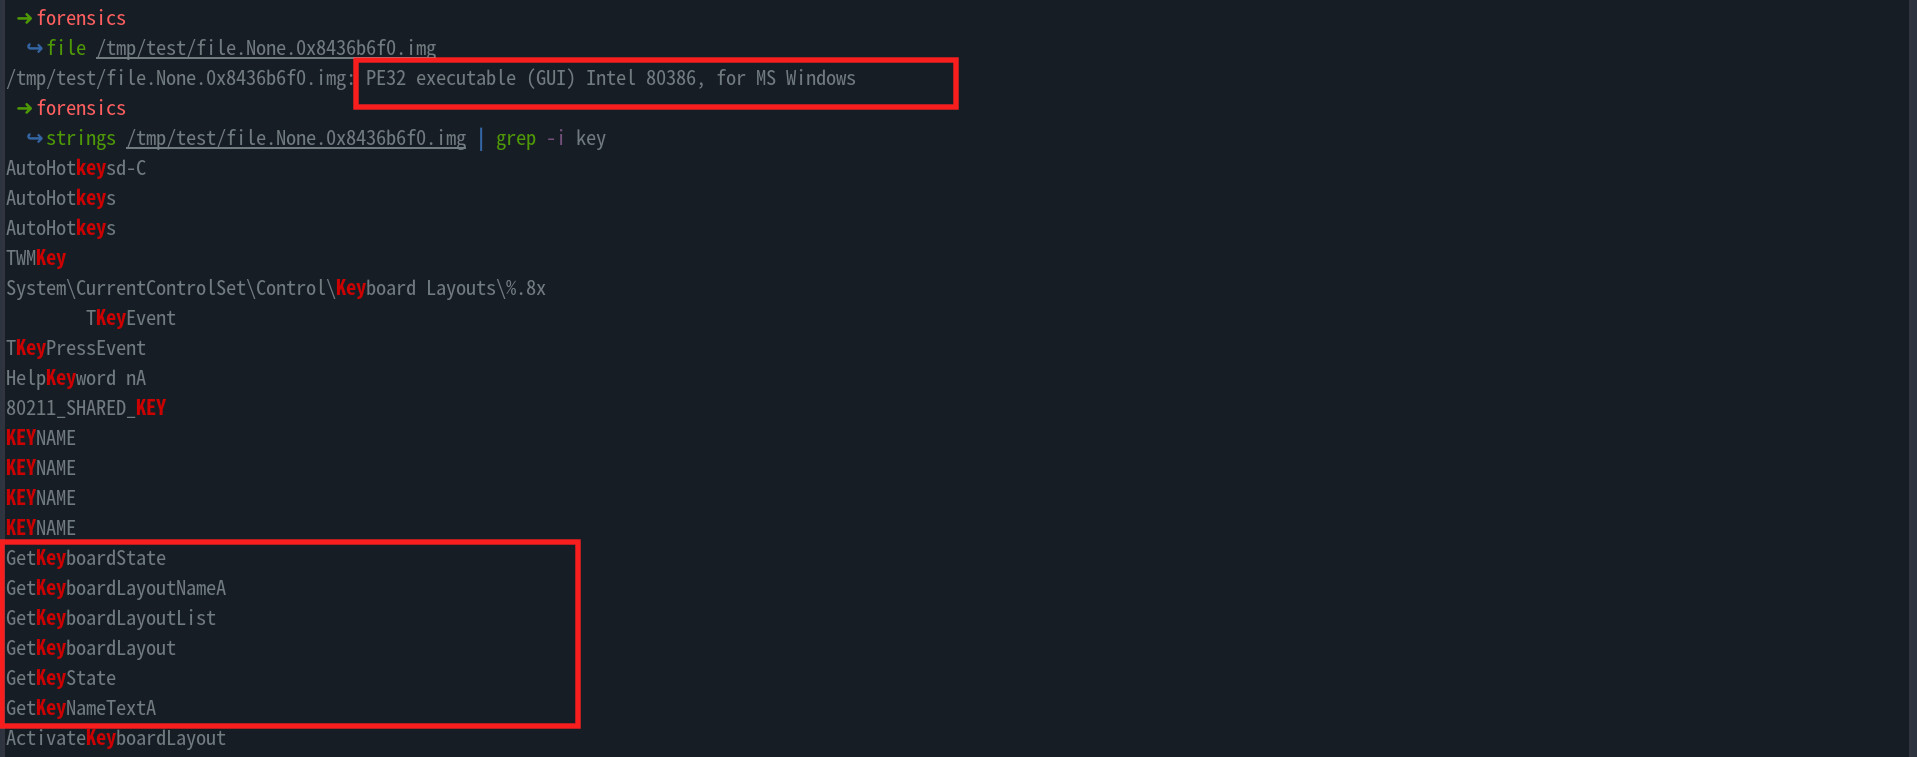 → forensics
↪ file /tmp/test/file.None.0x8436b6f0.img
/tmp/test/file.None.0x8436b6f0.img: PE32 executable (GUI) Intel 80386, for MS Windows
→ forensics
↪ strings /tmp/test/file.None.0x8436b6f0.img | grep -i key
AutoHotkeysd-C
AutoHotkeys
AutoHotkeys
TWMKey
System\CurrentControlSet\Control\Keyboard Layouts\%.8x
TKeyEvent
TKeyPressEvent
HelpKeyword nA
80211_SHARED_KEY
KEYNAME
KEYNAME
KEYNAME
KEYNAME
GetKeyboardState
GetKeyboardLayoutNameA
GetKeyboardLayoutList
GetKeyboardLayout
GetKeyState
GetKeyNameTextA
ActivateKeyboardLayout